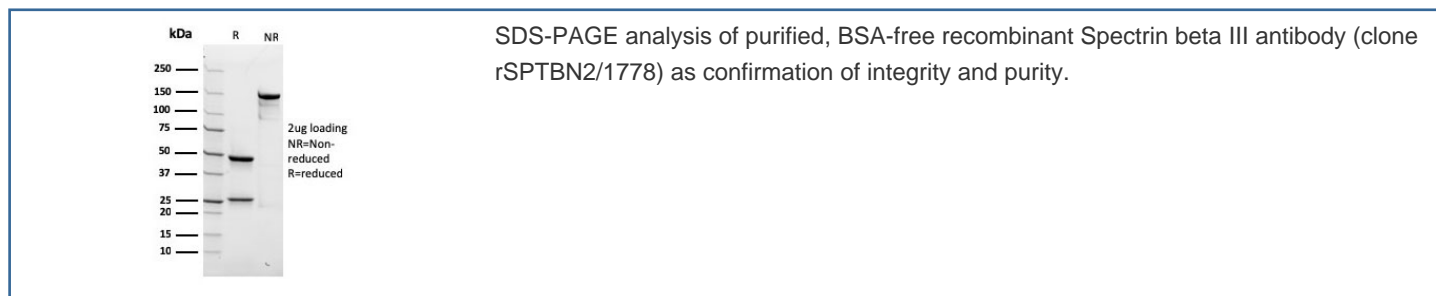 kDa R NR
250
150
100
75
50
37
25
20
15
10
2ug loading
NR=Non-
reduced
R=reduced
SDS-PAGE analysis of purified, BSA-free recombinant Spectrin beta III antibody (clone
rSPTBN2/1778) as confirmation of integrity and purity.